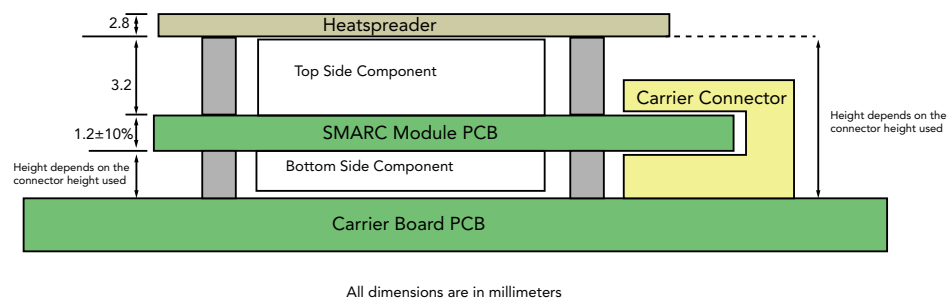 2.8
Heatspreader
Top Side Component
3.2
Carrier Connector
Height depends on the
connector height used
1.2±10%
SMARC Module PCB
Height depends on the
connector height used
Bottom Side Component
Carrier Board PCB
All dimensions are in millimeters